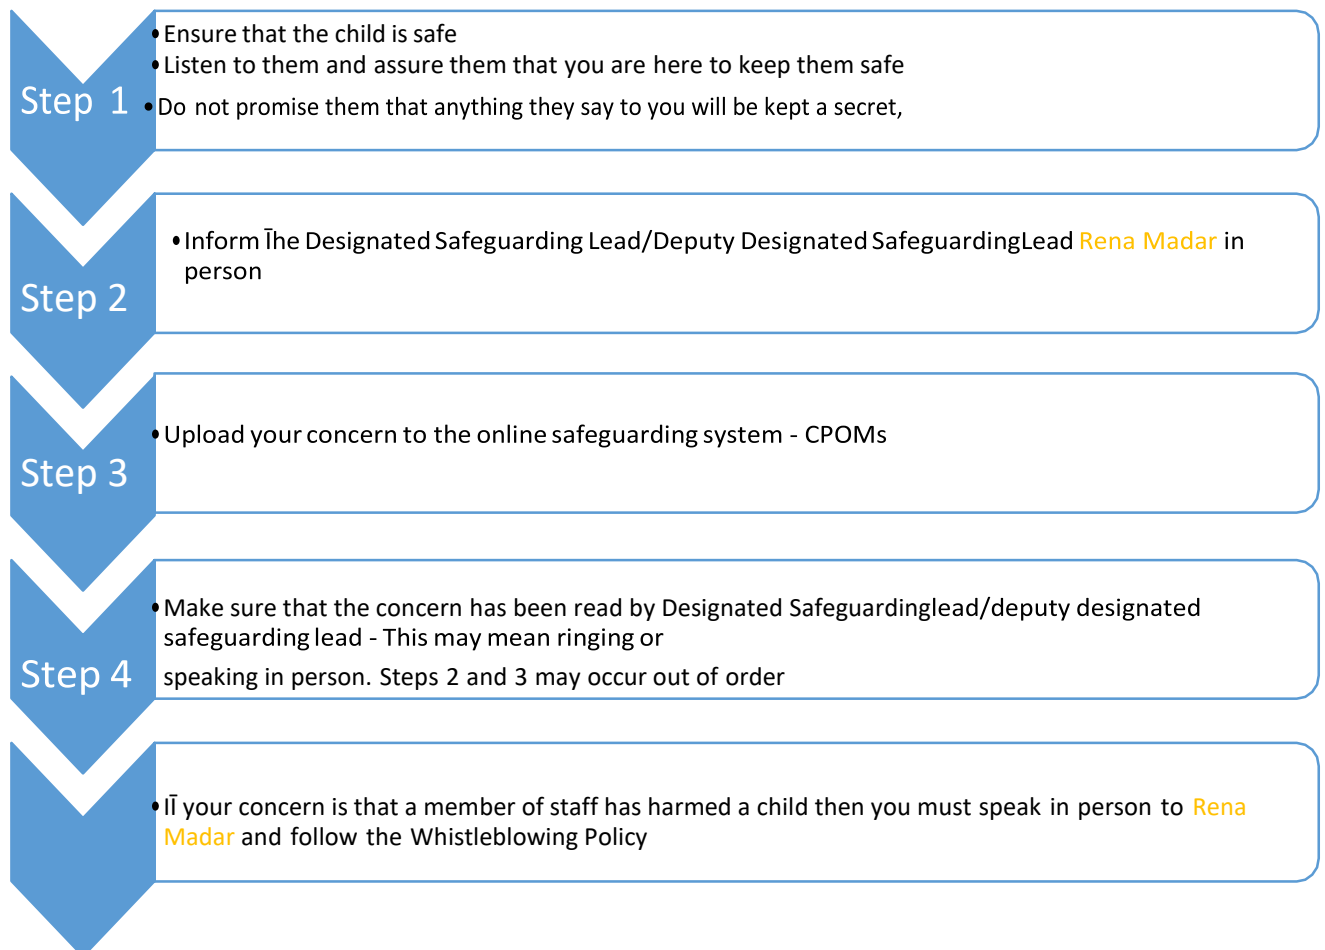 Step 1
•Ensure that the child is safe
•Listen to them and assure them that you are here to keep them safe
•Do not promise them that anything they say to you will be kept a secret,
Step 2
•Inform Īhe Designated Safeguarding Lead/Deputy Designated SafeguardingLead Rena Madar in
person
Step 3
•Upload your concern to the online safeguarding system - CPOMs
Step 4
•Make sure that the concern has been read by Designated Safeguardinglead/deputy designated
safeguarding lead - This may mean ringing or
speaking in person. Steps 2 and 3 may occur out of order
•IĪ your concern is that a member of staff has harmed a child then you must speak in person to Rena
Madar and follow the Whistleblowing Policy